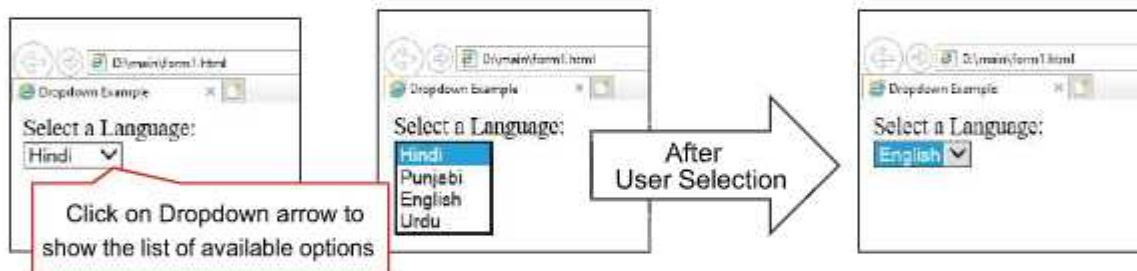 D:\main\form1.html
Dropdown Example
Select a Language:
Hindi
Click on Dropdown arrow to
show the list of available options
D:\main\form1.html
Dropdown Example
Select a Language:
Hindi
Punjabi
English
Urdu
After
User Selection
D:\main\form1.html
Dropdown Example
Select a Language:
English